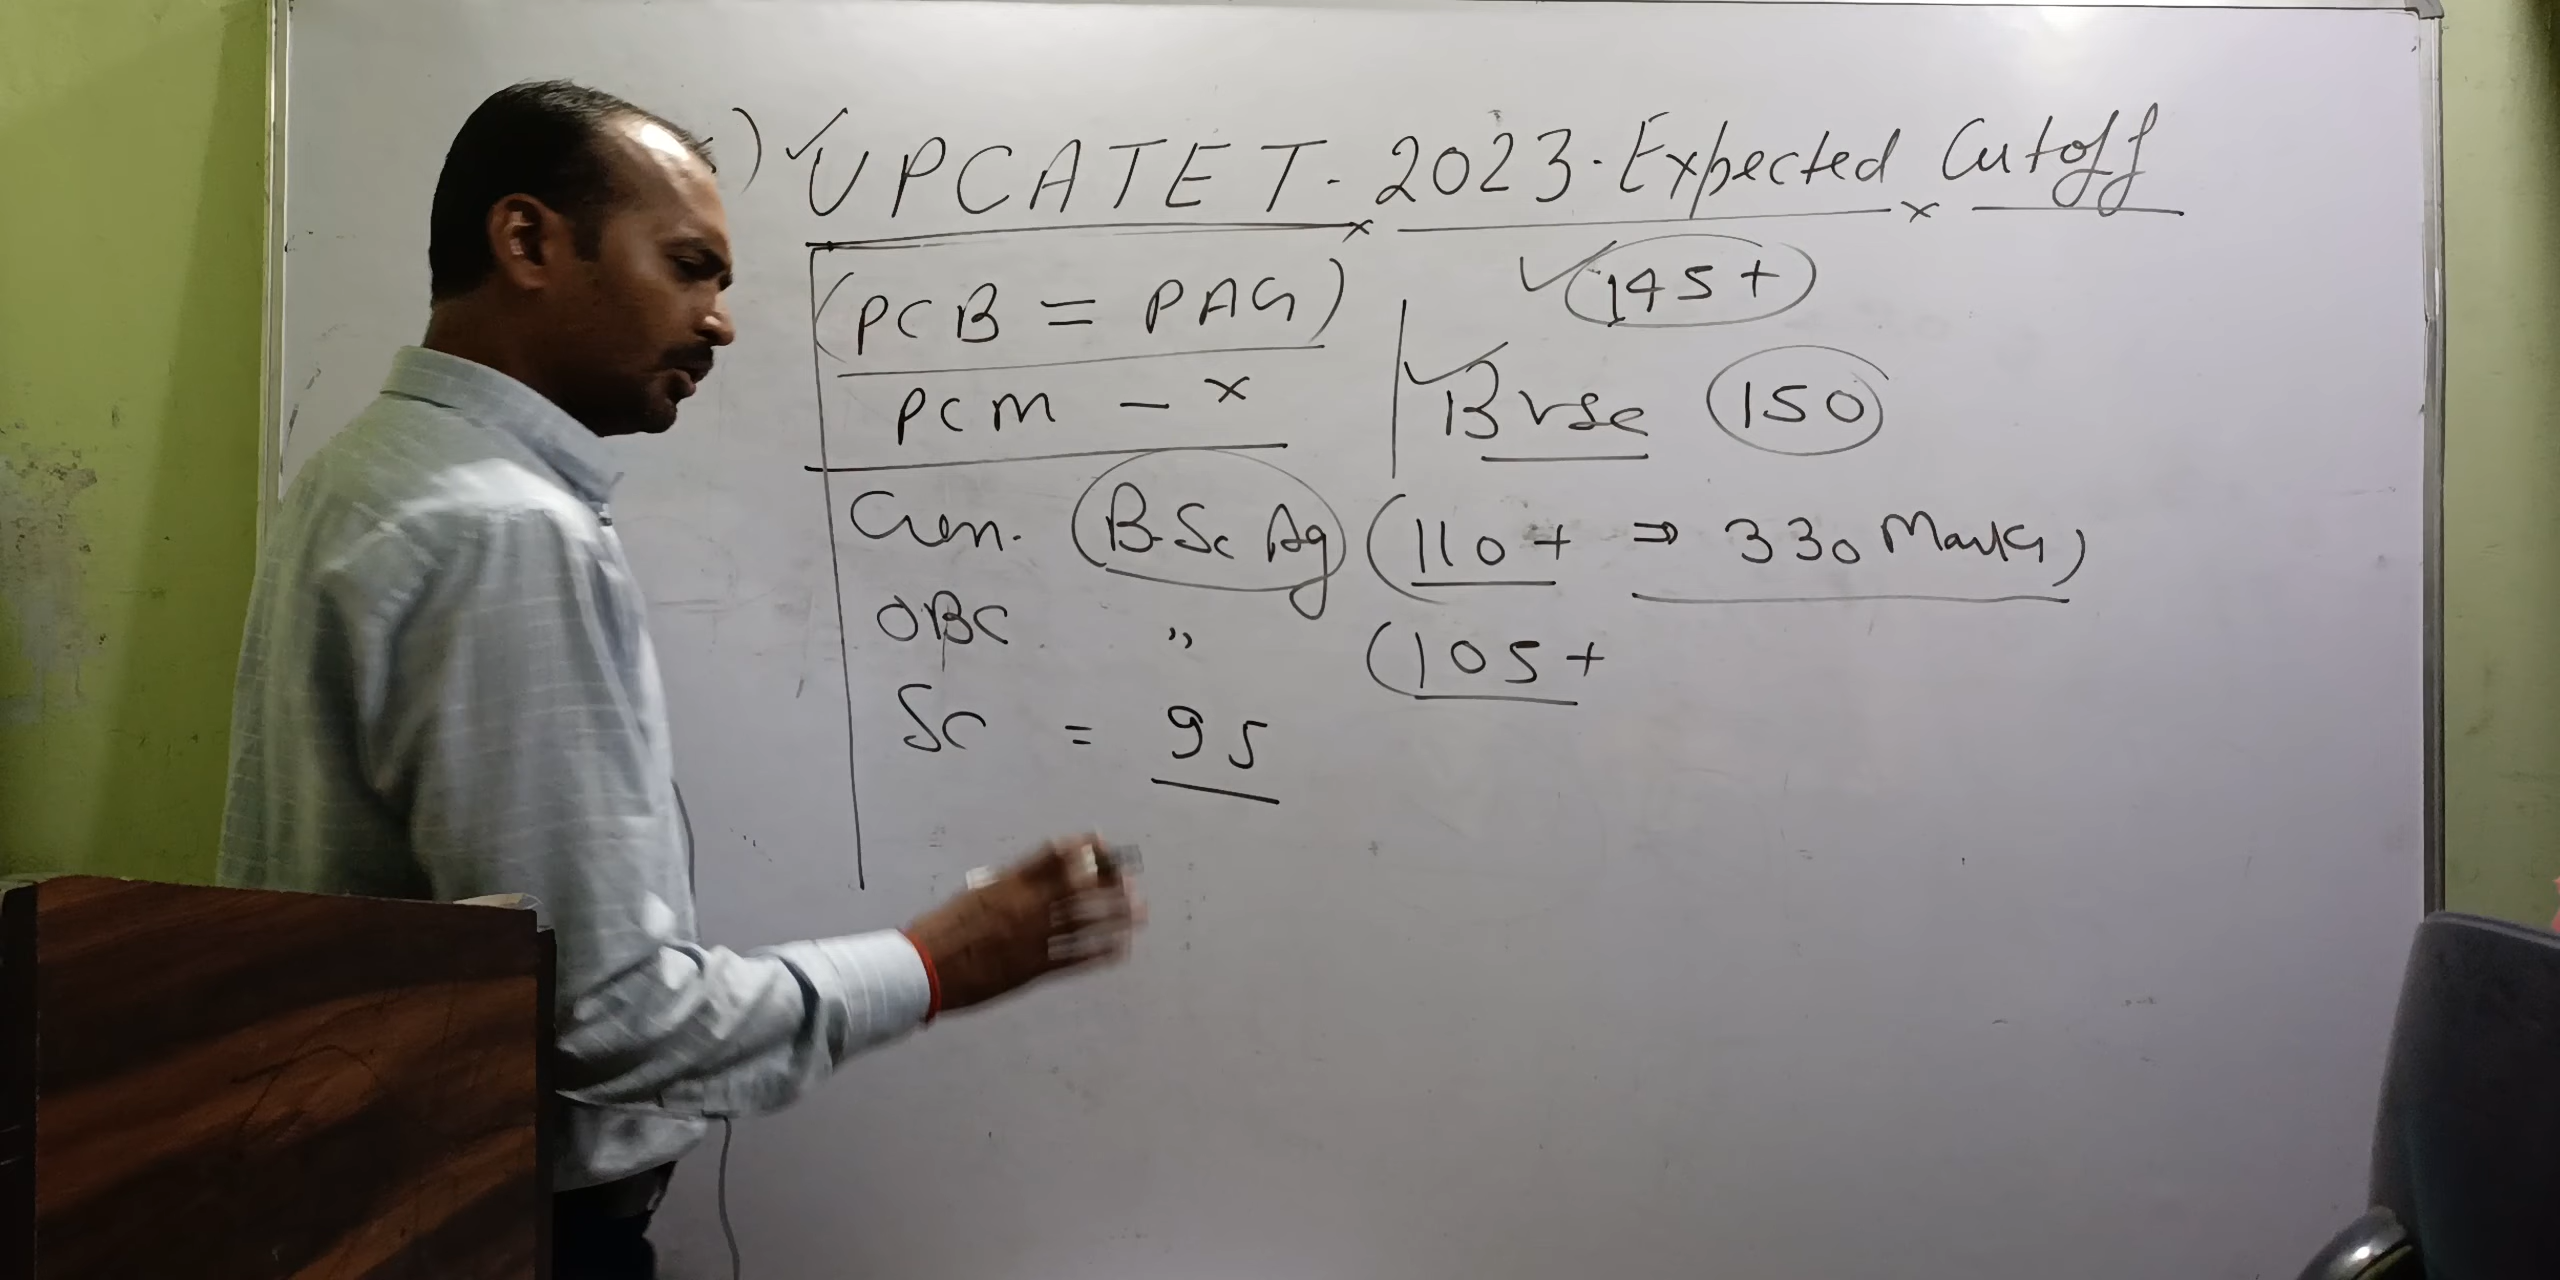 ) ✓ UPCATET. 2023. Expected Cutoff
(PCB = PAG)
PCM - ×
✓ 145+
✓ Bvsc 150
Gen. B.Sc Ag (110+ ⇒ 330 Marks)
OBC " (105+
SC = 95